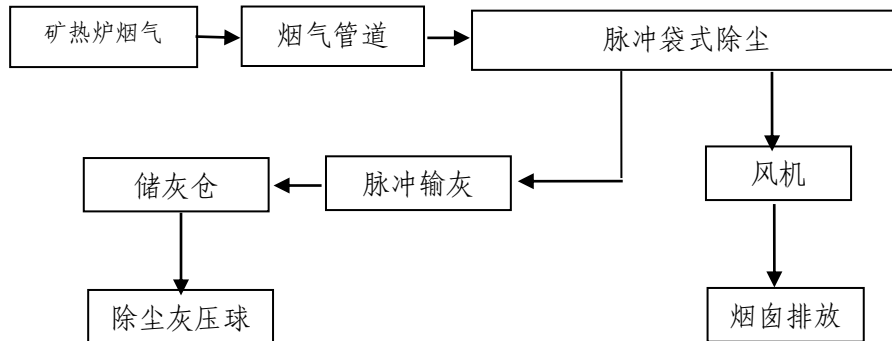 矿热炉烟气
烟气管道
脉冲袋式除尘
储灰仓
脉冲输灰
风机
除尘灰压球
烟囱排放